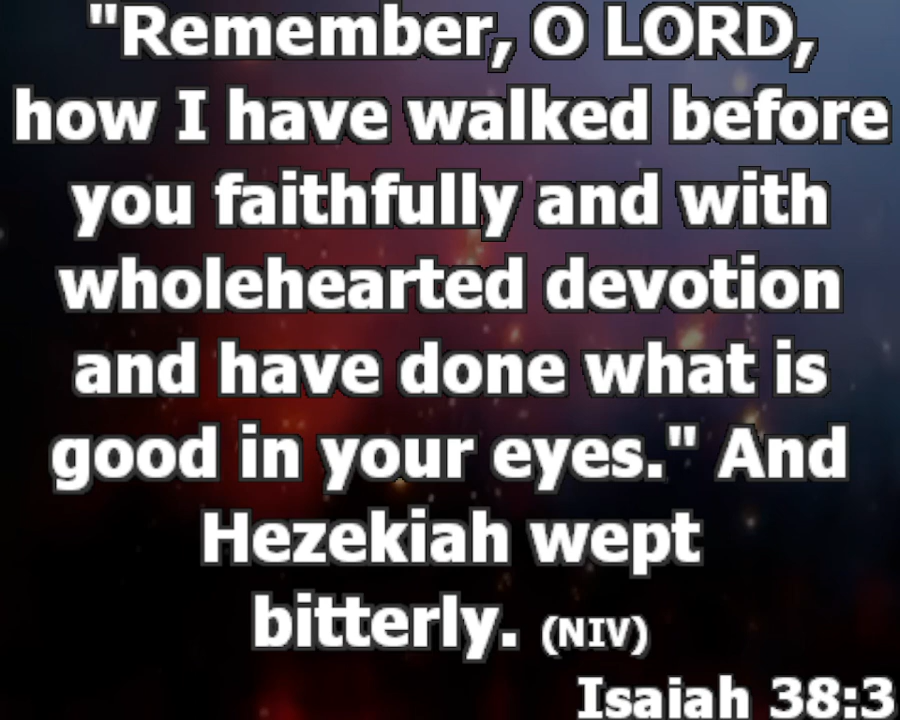 "Remember, O LORD,
how I have walked before
you faithfully and with
wholehearted devotion
and have done what is
good in your eyes." And
Hezekiah wept
bitterly. (NIV)
Isaiah 38:3